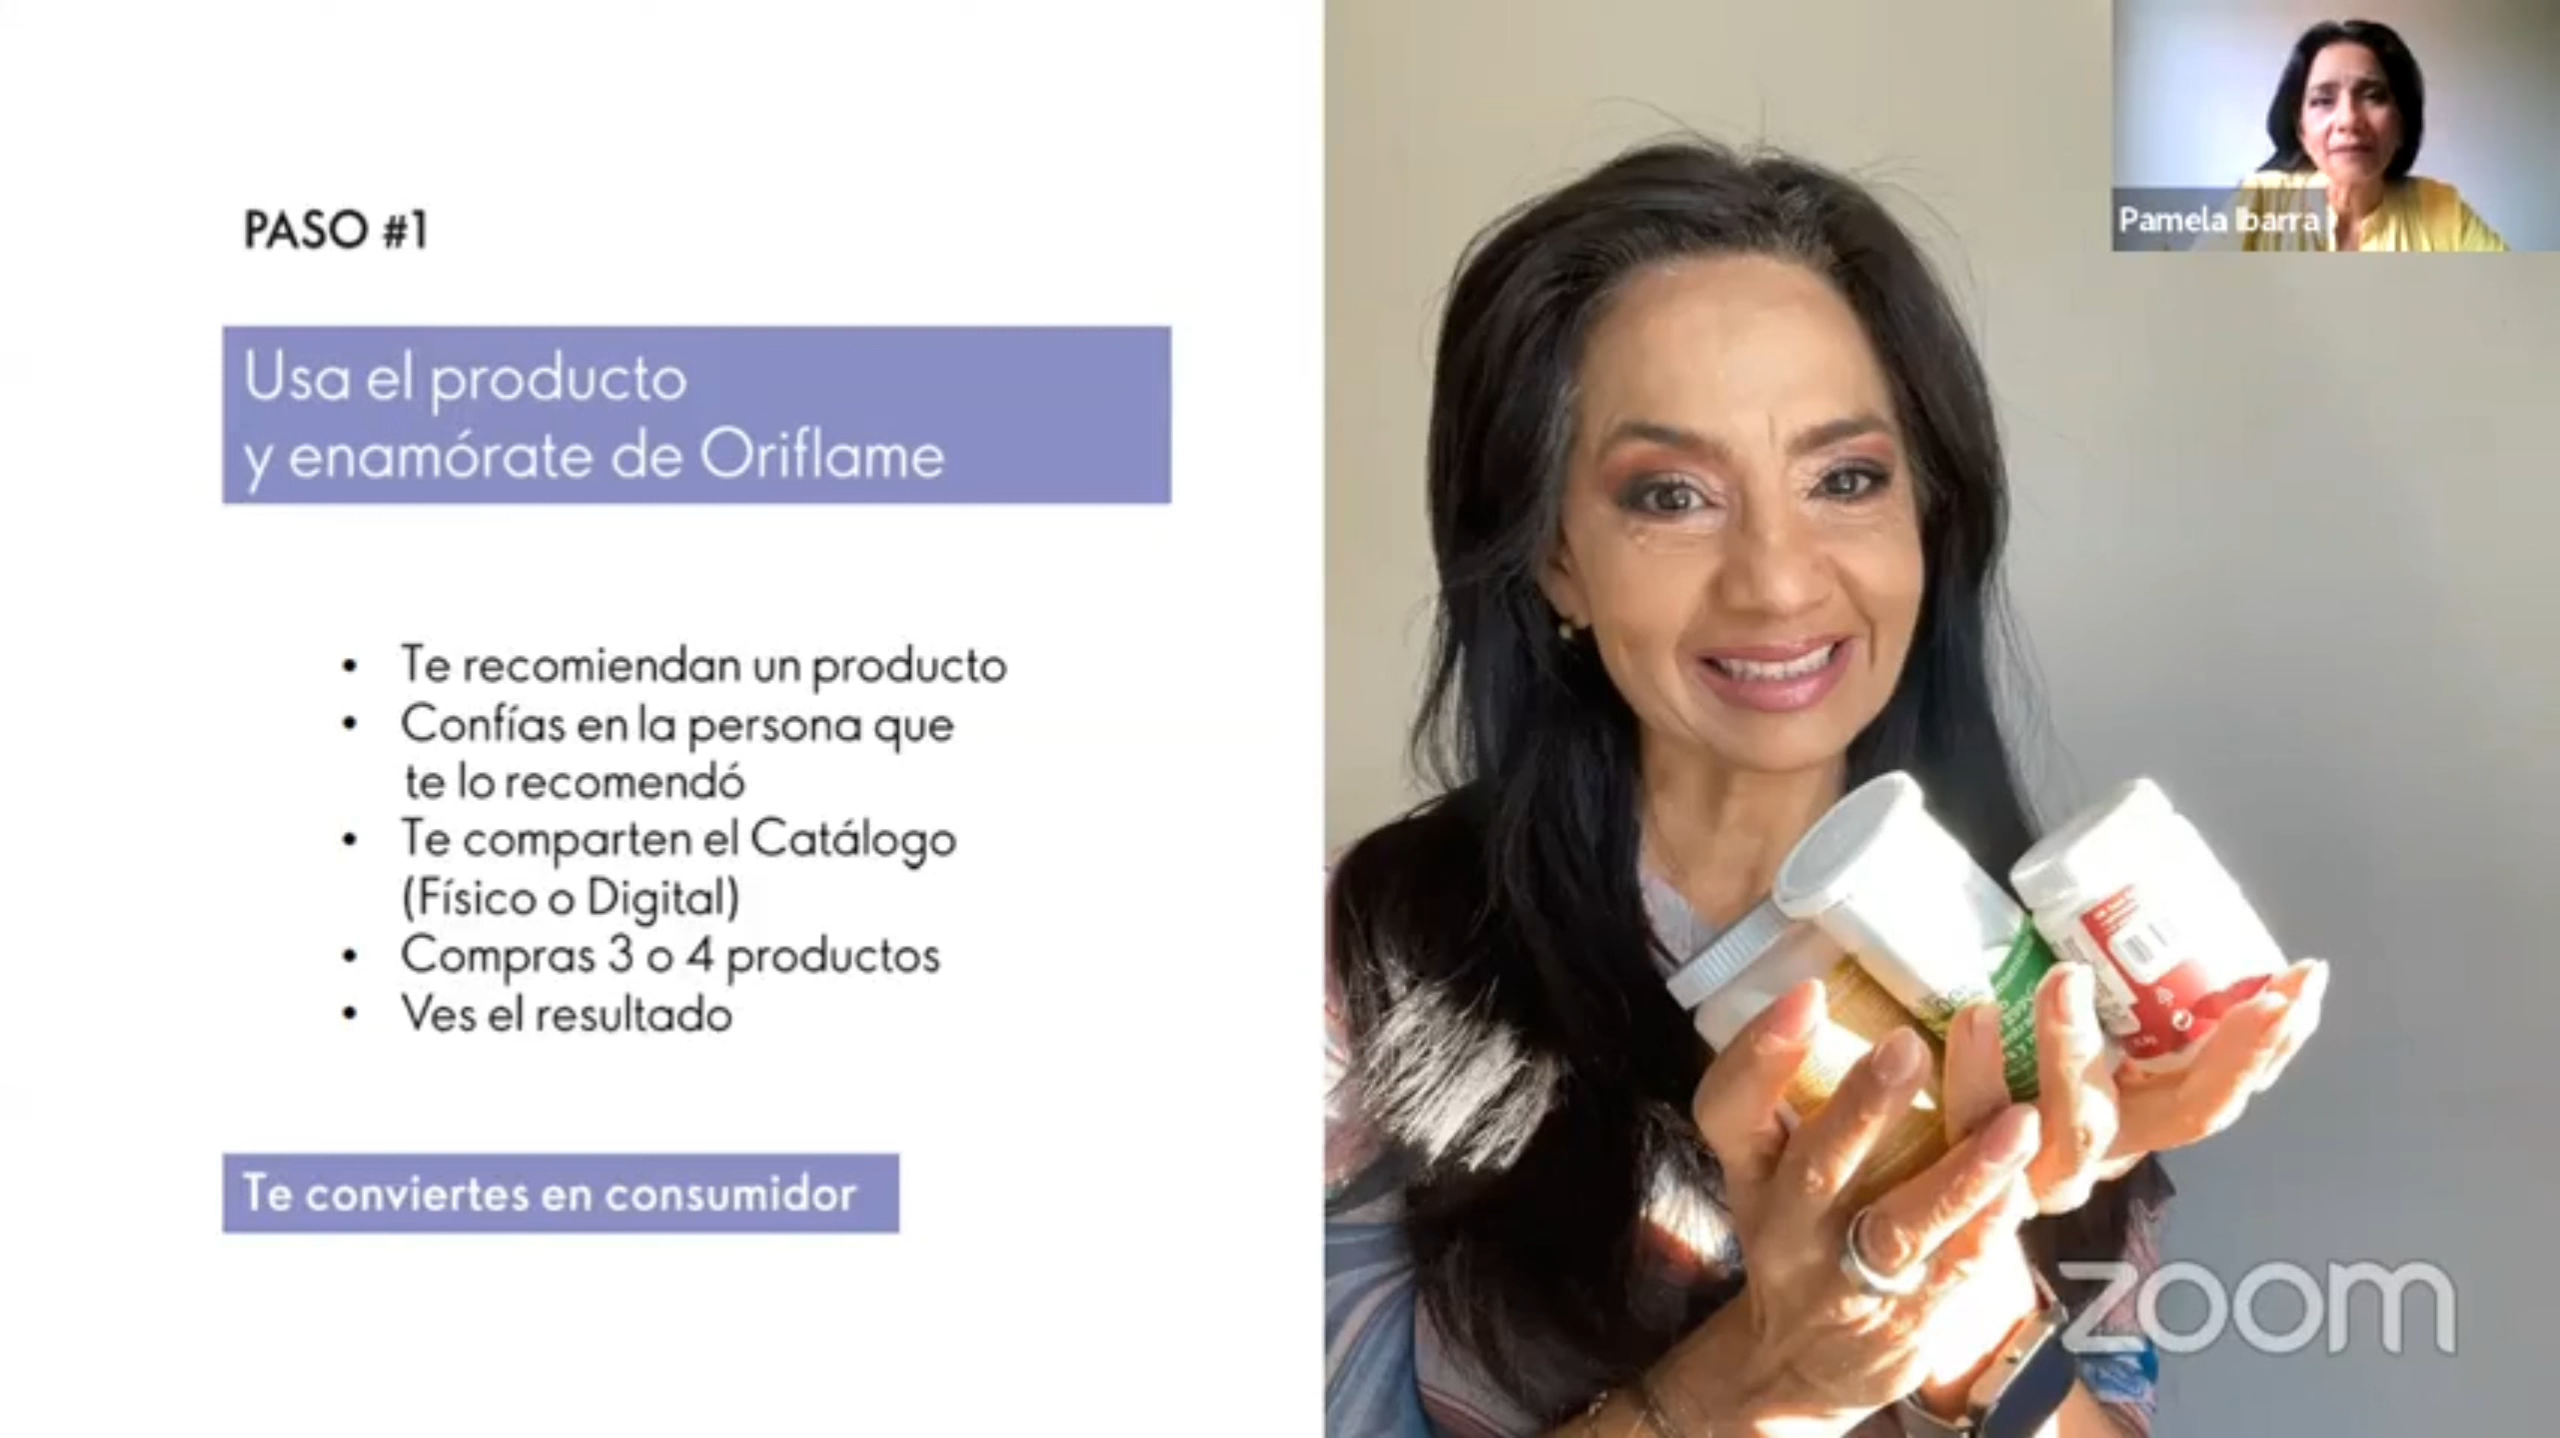 PASO #1
Usa el producto
y enamórate de Oriflame
• Te recomiendan un producto
• Confías en la persona que
te lo recomendó
• Te comparten el Catálogo
(Físico o Digital)
• Compras 3 o 4 productos
• Ves el resultado
Te conviertes en consumidor
Pamela Ibarra
zoom